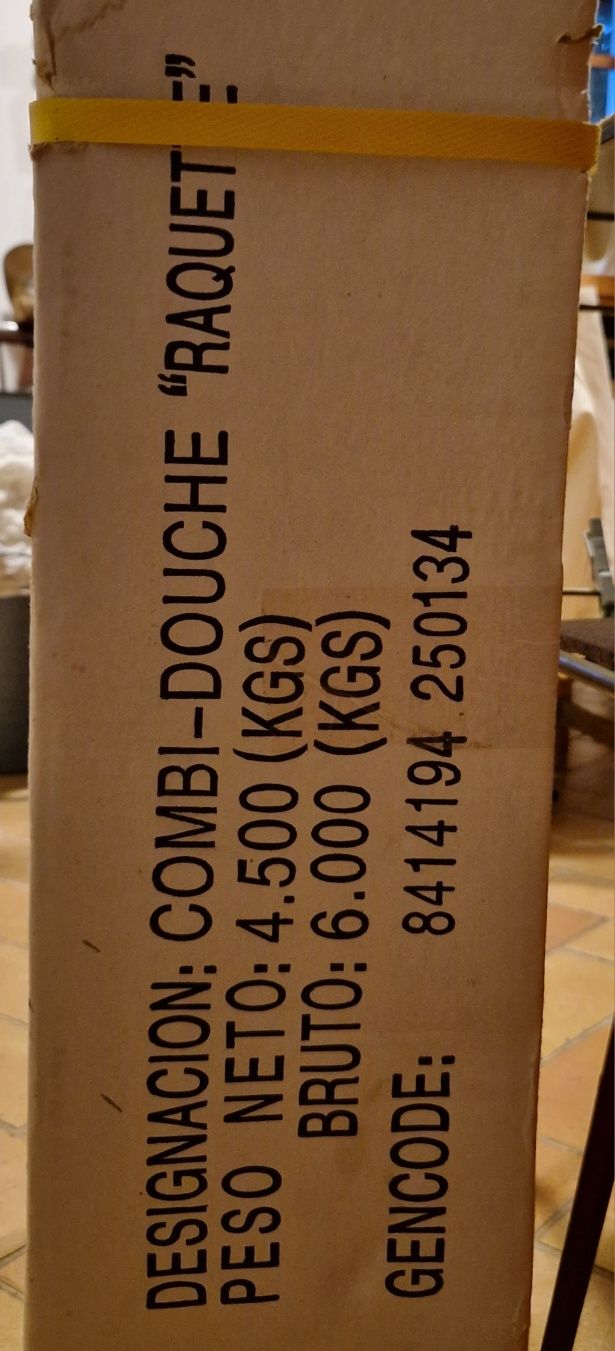 DESIGNACION: COMBI-DOUCHE "RAQUETTE"
PESO NETO: 4.500 (KGS)
BRUTO: 6.000 (KGS)
GENCODE: 8414194 250134